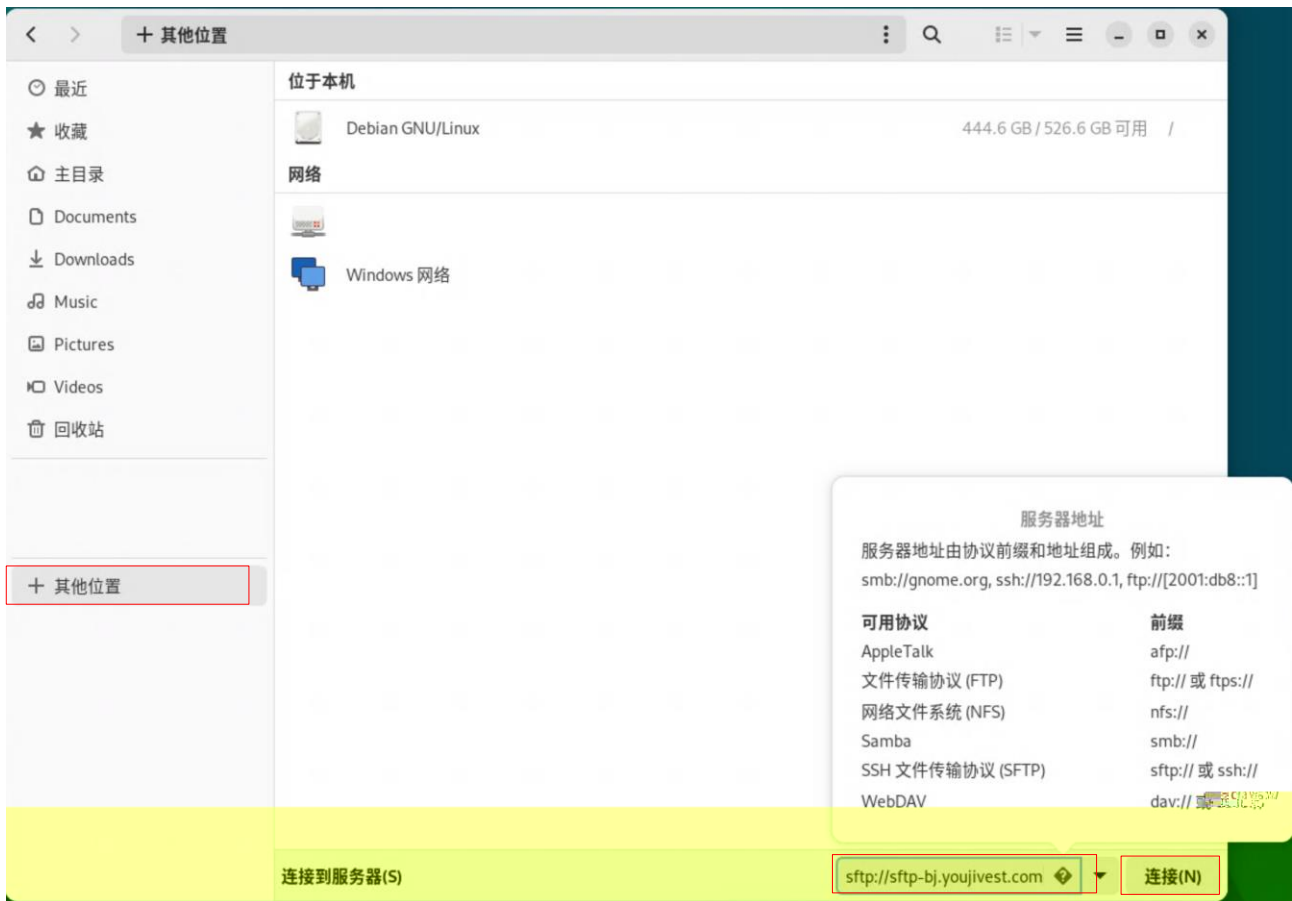 其他位置
最近
收藏
主目录
Documents
Downloads
Music
Pictures
Videos
回收站
其他位置
位于本机
Debian GNU/Linux 444.6 GB / 526.6 GB 可用 /
网络
Windows 网络
服务器地址
服务器地址由协议前缀和地址组成。例如:
smb://gnome.org, ssh://192.168.0.1, ftp://[2001:db8::1]
可用协议 前缀
AppleTalk afp://
文件传输协议 (FTP) ftp:// 或 ftps://
网络文件系统 (NFS) nfs://
Samba smb://
SSH 文件传输协议 (SFTP) sftp:// 或 ssh://
WebDAV dav://
连接到服务器(S) sftp://sftp-bj.youjivest.com 连接(N)